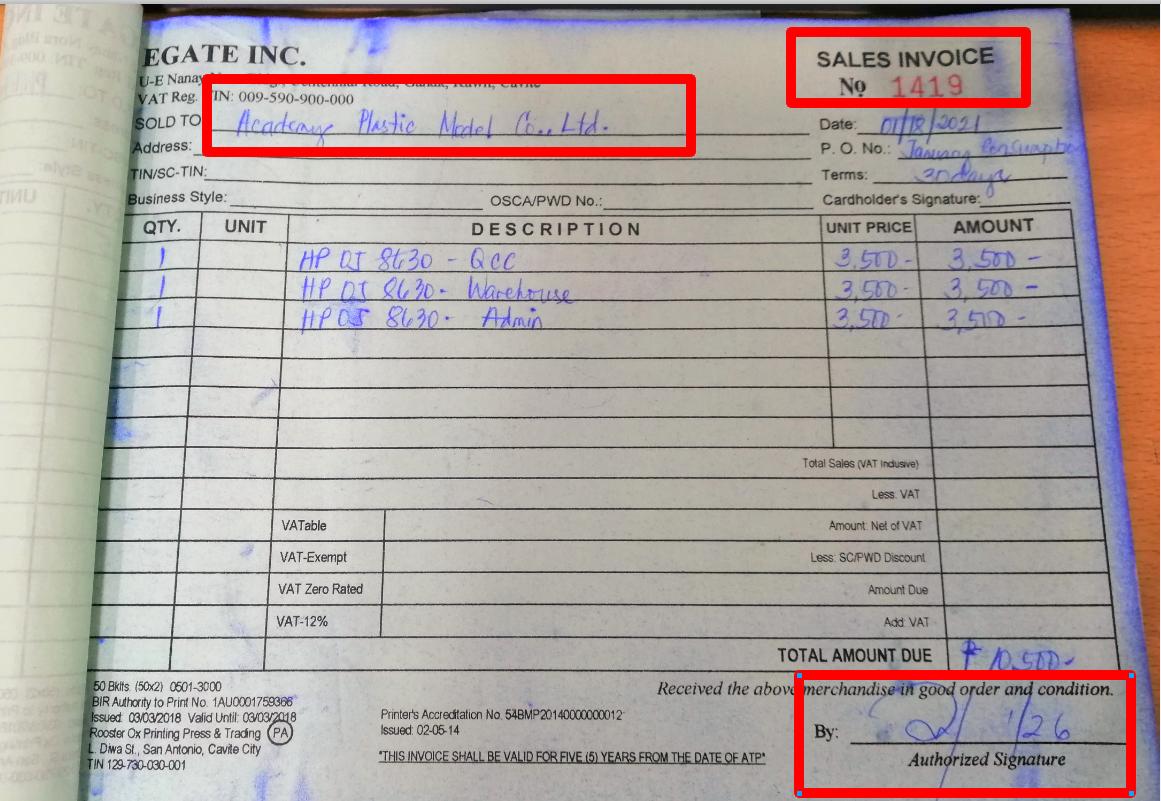 EGATE INC.
SALES INVOICE
No 1419
U-E Nanay
VAT Reg. TIN: 009-590-900-000
SOLD TO Academy Plastic Model Co., Ltd.
Date: 01/18/2021
Address:
P. O. No.: January
TIN/SC-TIN:
Terms: 30 days
Business Style: OSCA/PWD No.: Cardholder's Signature:
QTY. UNIT DESCRIPTION UNIT PRICE AMOUNT
1 HP OJ 8630 - QCC 3,500- 3,500 -
1 HP OJ 8630- Warehouse 3,500- 3,500 -
1 HP OJ 8630- Admin 3,500- 3,500 -
Total Sales (VAT Inclusive)
Less: VAT
VATable Amount: Net of VAT
VAT-Exempt Less: SC/PWD Discount
VAT Zero Rated Amount Due
VAT-12% Add: VAT
TOTAL AMOUNT DUE ₱ 10,500-
50 Bklts. (50x2) 0501-3000
BIR Authority to Print No. 1AU0001759366
Issued: 03/03/2018 Valid Until: 03/03/2018
Rooster Ox Printing Press & Trading PA
L. Diwa St., San Antonio, Cavite City
TIN 129-730-030-001
Printer's Accreditation No. 54BMP20140000000012
Issued: 02-05-14
"THIS INVOICE SHALL BE VALID FOR FIVE (5) YEARS FROM THE DATE OF ATP"
Received the above merchandise in good order and condition.
By: 1/26
Authorized Signature